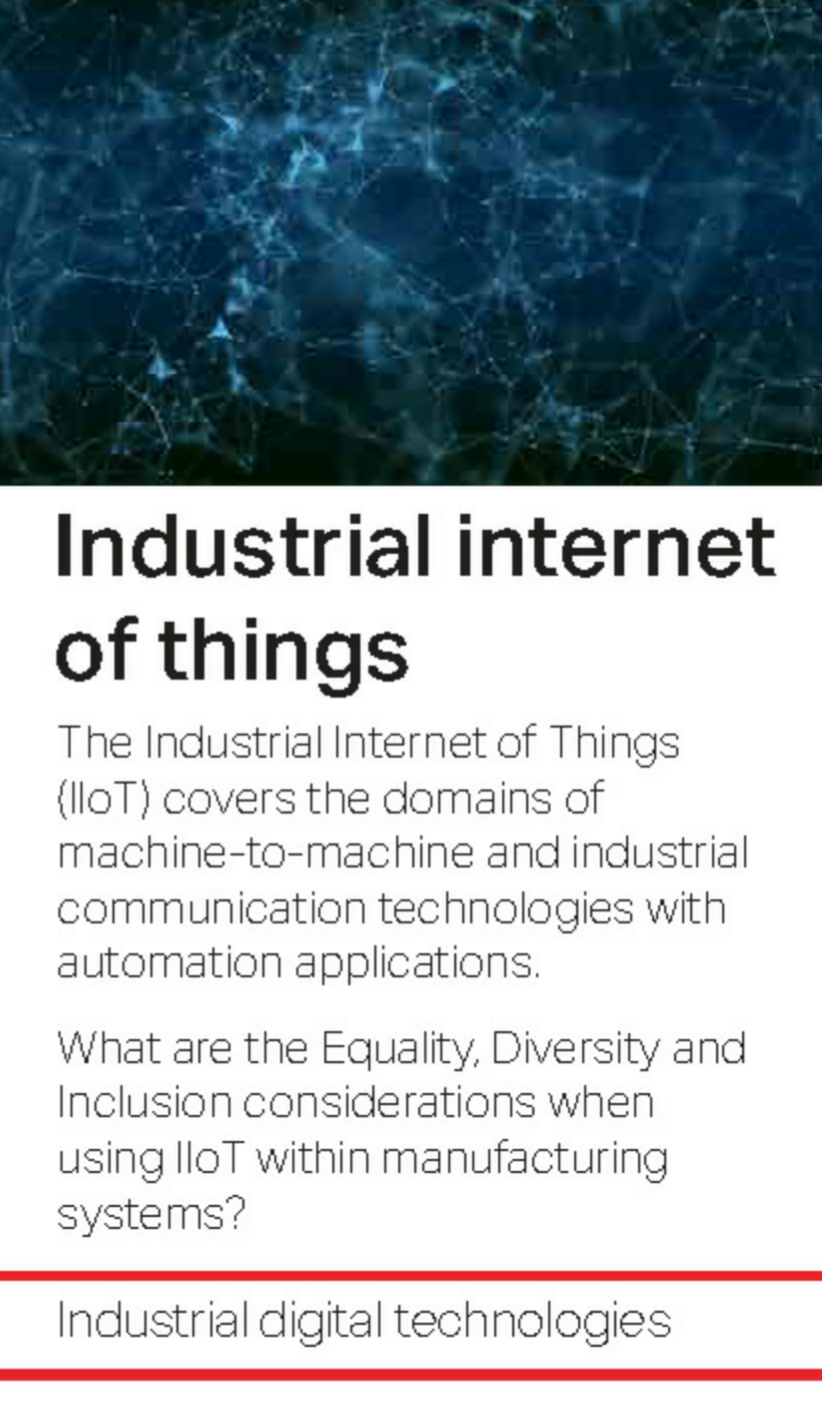 Industrial internet
of things
The Industrial Internet of Things
(IIoT) covers the domains of
machine-to-machine and industrial
communication technologies with
automation applications.
What are the Equality, Diversity and
Inclusion considerations when
using IIoT within manufacturing
systems?
Industrial digital technologies